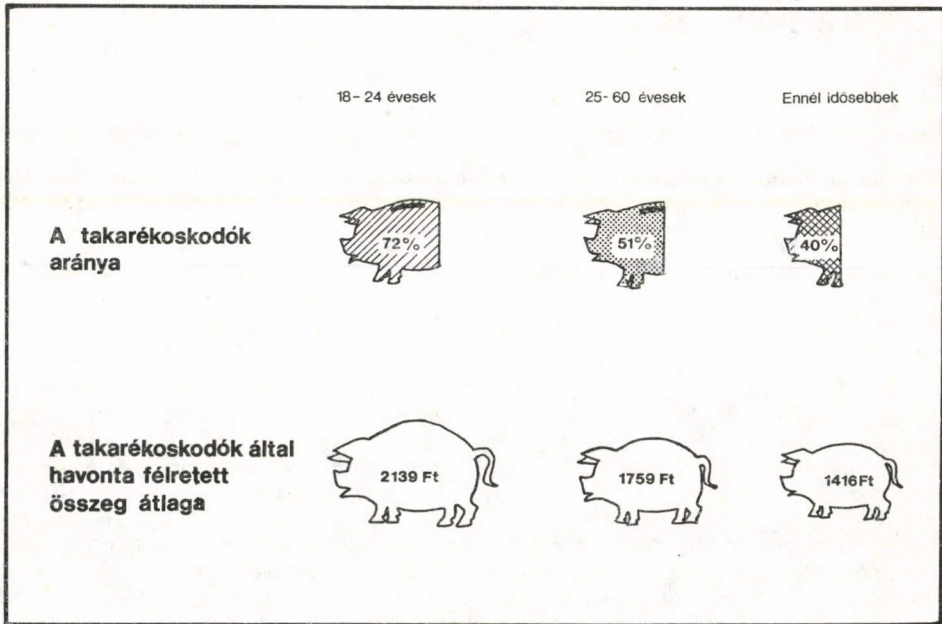 18-24 évesek 25-60 évesek Ennél idősebbek
A takarékoskodók
aránya
72% 51% 40%
A takarékoskodók által
havonta félretett
összeg átlaga
2139 Ft 1759 Ft 1416 Ft